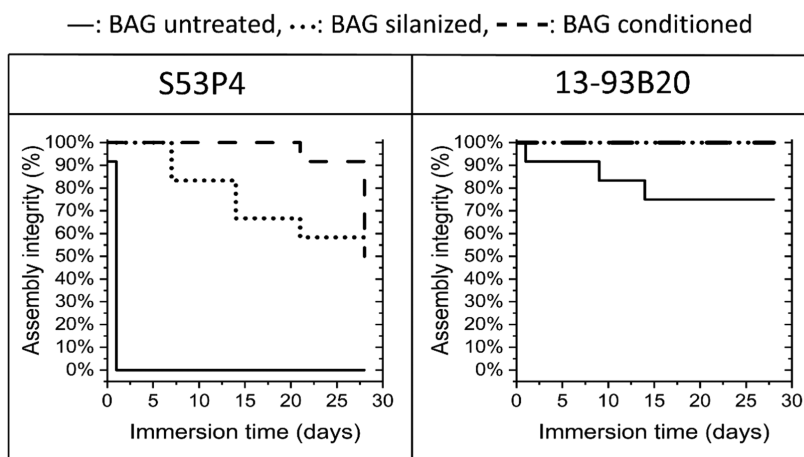 —: BAG untreated, ···: BAG silanized, – – –: BAG conditioned
S53P4
13-93B20
Assembly integrity (%)
100%
90%
80%
70%
60%
50%
40%
30%
20%
10%
0%
0 5 10 15 20 25 30
Immersion time (days)
Assembly integrity (%)
100%
90%
80%
70%
60%
50%
40%
30%
20%
10%
0%
0 5 10 15 20 25 30
Immersion time (days)